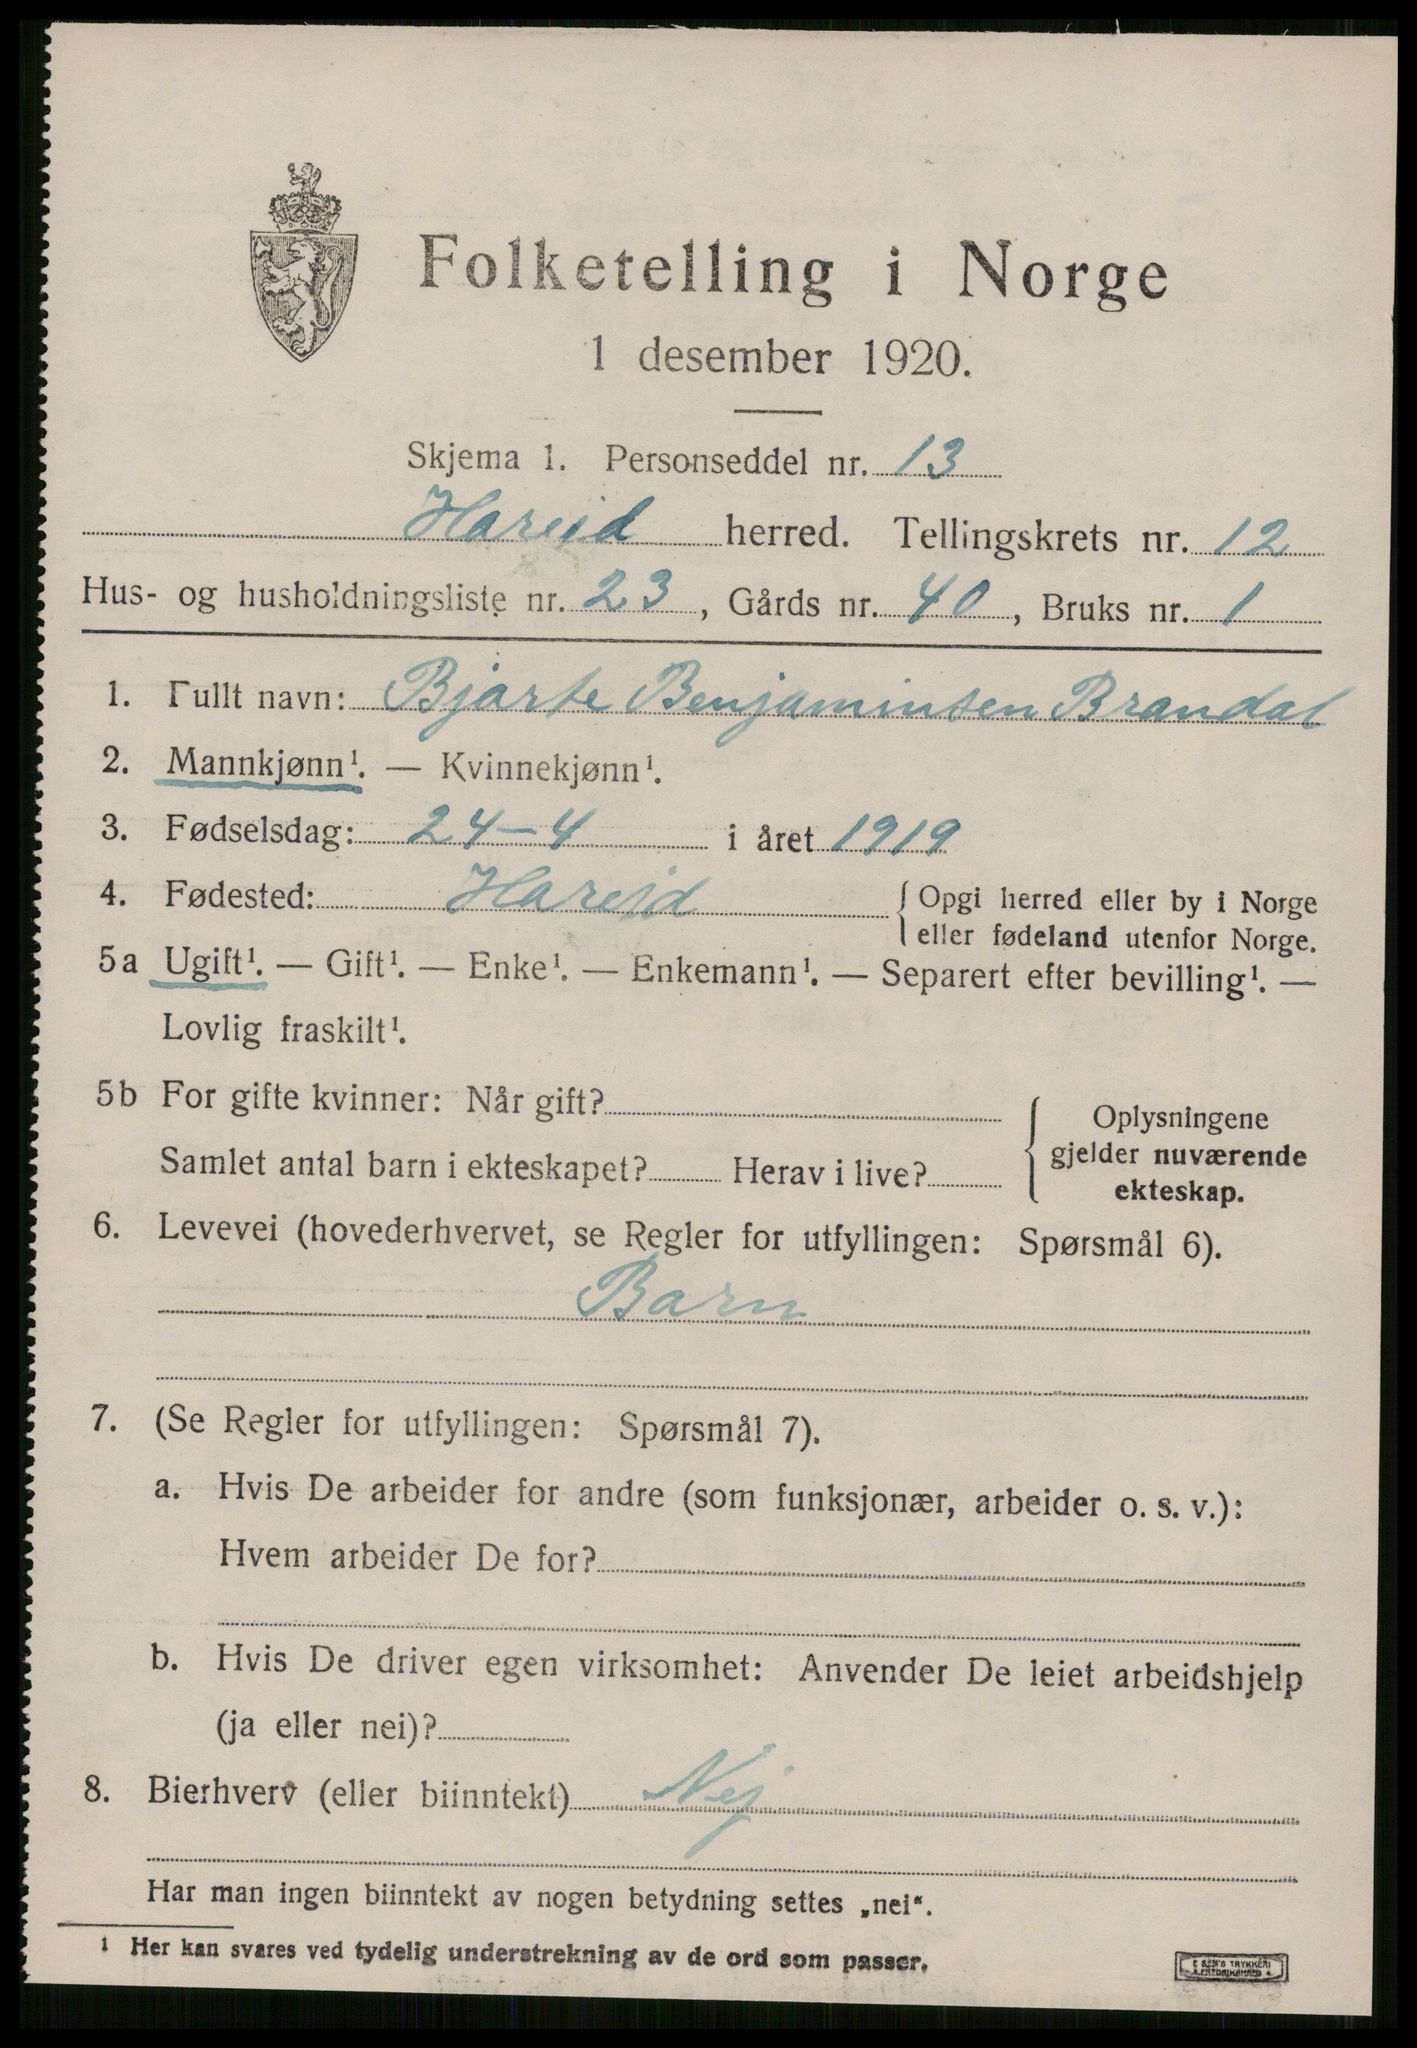 Folketelling i Norge
1 desember 1920.
Skjema 1. Personseddel nr. 13
Hareid herred. Tellingskrets nr. 12
Hus- og husholdningsliste nr. 23, Gårds nr. 40, Bruks nr. 1
1. Fullt navn: Bjarte Benjaminsen Brandal
2. Mannkjønn¹. — Kvinnekjønn¹.
3. Fødselsdag: 24-4 i året 1919
4. Fødested: Hareid { Opgi herred eller by i Norge
eller fødeland utenfor Norge.
5a Ugift¹. — Gift¹. — Enke¹. — Enkemann¹. — Separert efter bevilling¹. —
Lovlig fraskilt¹.
5b For gifte kvinner: Når gift?
Samlet antal barn i ekteskapet? Herav i live?
Oplysningene
gjelder nuværende
ekteskap.
6. Levevei (hovederhvervet, se Regler for utfyllingen: Spørsmål 6).
Barn
7. (Se Regler for utfyllingen: Spørsmål 7).
a. Hvis De arbeider for andre (som funksjonær, arbeider o. s. v.):
Hvem arbeider De for?
b. Hvis De driver egen virksomhet: Anvender De leiet arbeidshjelp
(ja eller nei)?
8. Bierhverv (eller biinntekt) Nej
Har man ingen biinntekt av nogen betydning settes „nei“.
¹ Her kan svares ved tydelig understrekning av de ord som passer.